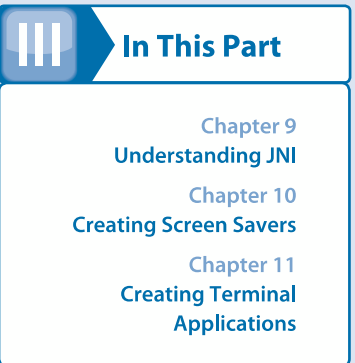 III
In This Part
Chapter 9
Understanding JNI
Chapter 10
Creating Screen Savers
Chapter 11
Creating Terminal
Applications